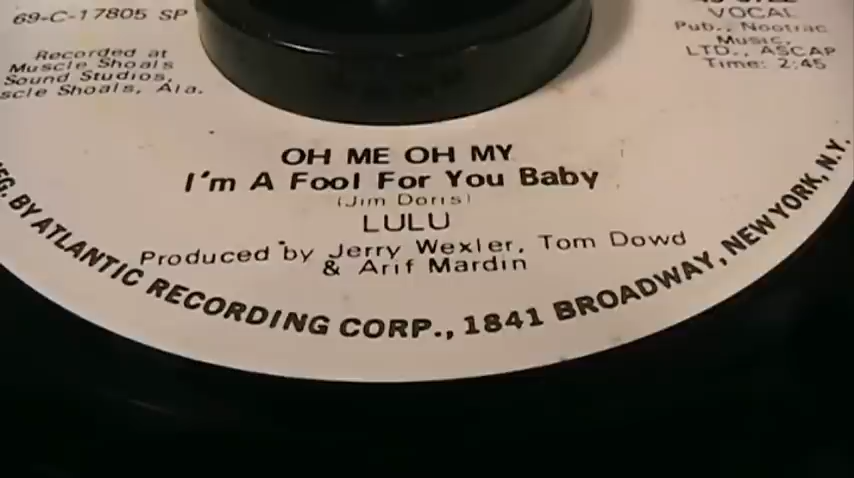 69-C-17805 SP
Recorded at
Muscle Shoals
Sound Studios,
scle Shoals, Ala.
VOCAL
Pub., Nootrac
Music,
LTD., ASCAP
Time: 2:45
OH ME OH MY
I'm A Fool For You Baby
(Jim Doris)
LULU
Produced by Jerry Wexler, Tom Dowd
& Arif Mardin
FG. BY ATLANTIC RECORDING CORP., 1841 BROADWAY, NEW YORK, N.Y.